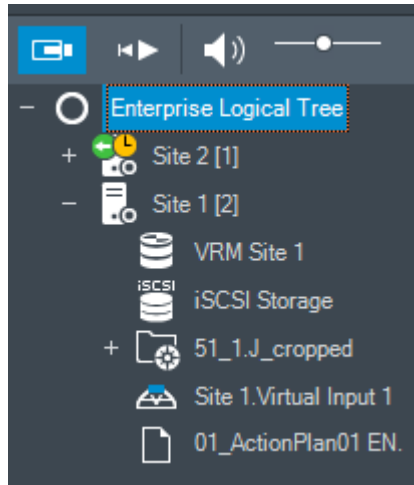 Enterprise Logical Tree
Site 2 [1]
Site 1 [2]
VRM Site 1
iSCSI
iSCSI Storage
51_1.J_cropped
Site 1.Virtual Input 1
01_ActionPlan01 EN.